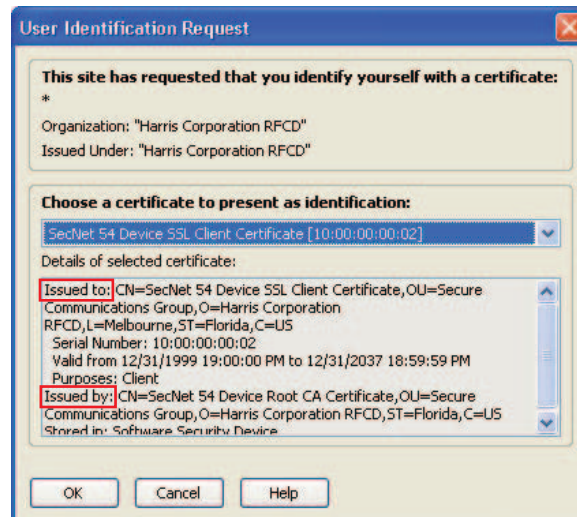 User Identification Request
This site has requested that you identify yourself with a certificate:
*
Organization: "Harris Corporation RFCD"
Issued Under: "Harris Corporation RFCD"
Choose a certificate to present as identification:
SecNet 54 Device SSL Client Certificate [10:00:00:00:02]
Details of selected certificate:
Issued to: CN=SecNet 54 Device SSL Client Certificate,OU=Secure
Communications Group,O=Harris Corporation
RFCD,L=Melbourne,ST=Florida,C=US
Serial Number: 10:00:00:00:02
Valid from 12/31/1999 19:00:00 PM to 12/31/2037 18:59:59 PM
Purposes: Client
Issued by: CN=SecNet 54 Device Root CA Certificate,OU=Secure
Communications Group,O=Harris Corporation RFCD,ST=Florida,C=US
Stored in: Software Security Device
OK
Cancel
Help